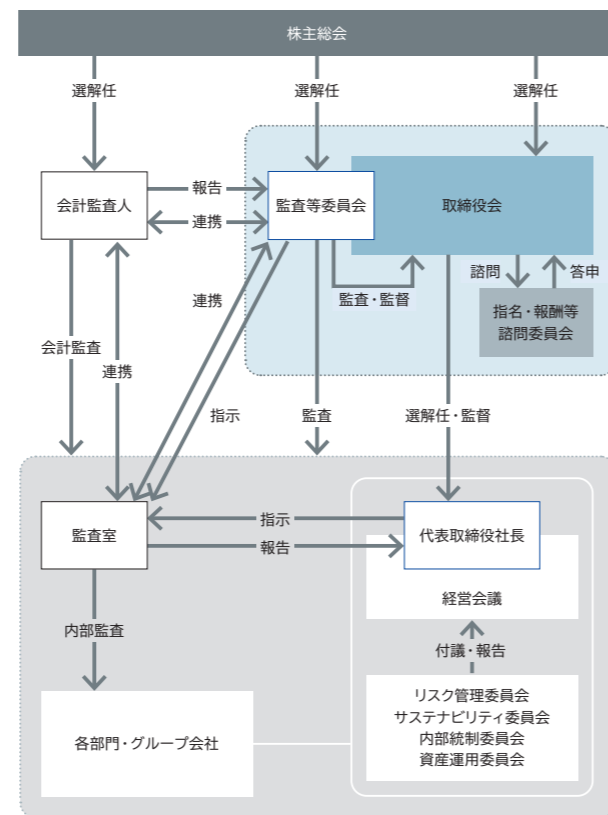 株主総会
選解任
選解任
選解任
会計監査人
報告
連携
監査等委員会
取締役会
監査・監督
諮問
答申
指名・報酬等
諮問委員会
会計監査
連携
連携
指示
監査
選解任・監督
監査室
指示
報告
代表取締役社長
経営会議
内部監査
付議・報告
各部門・グループ会社
リスク管理委員会
サステナビリティ委員会
内部統制委員会
資産運用委員会